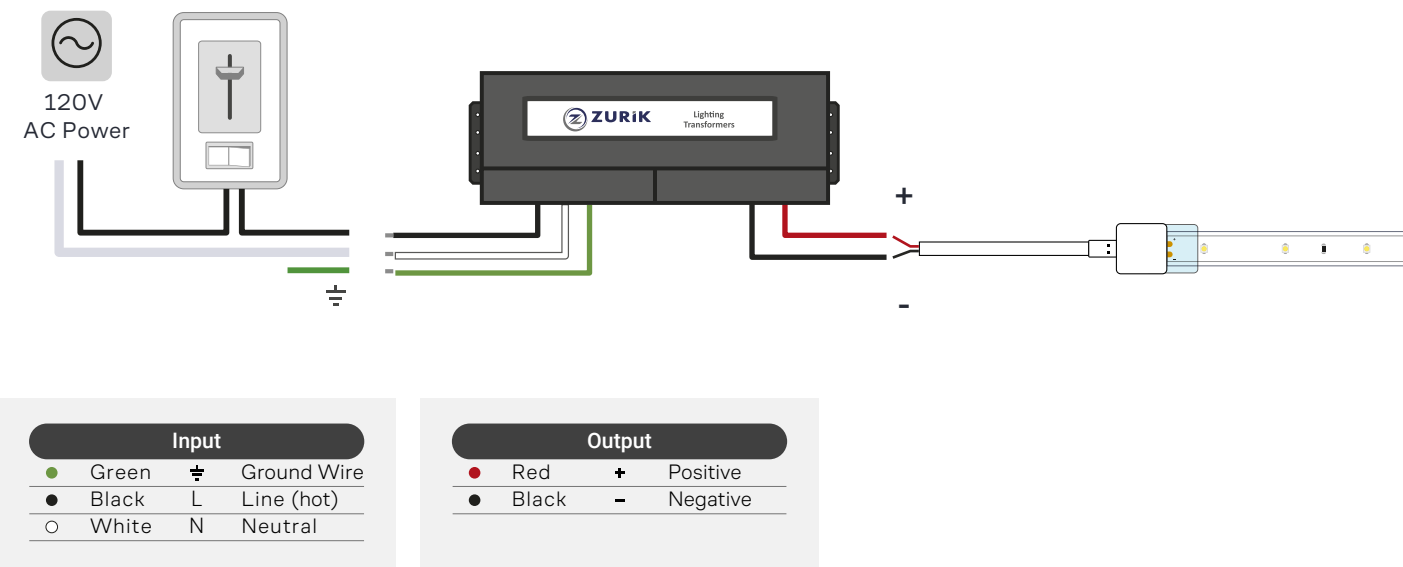 120V
AC Power
ZURiK
Lighting
Transformers
+
-
Input
Green Ground Wire
Black L Line (hot)
White N Neutral
Output
Red + Positive
Black - Negative